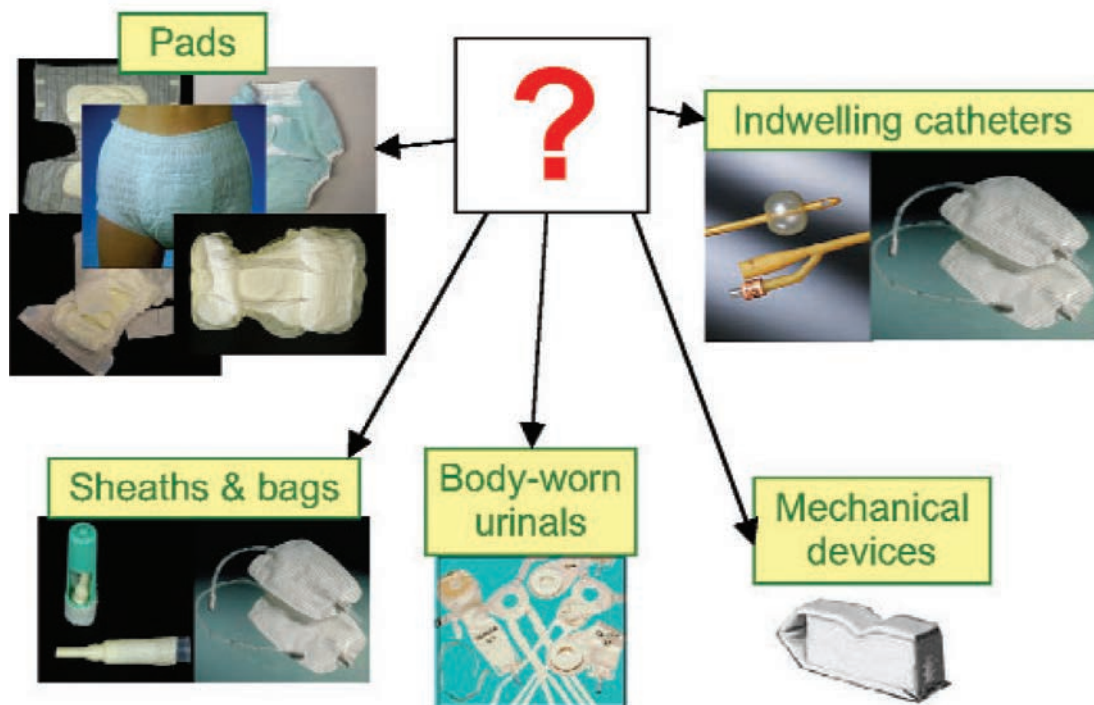 Pads
?
Indwelling catheters
Sheaths & bags
Body-worn
urinals
Mechanical
devices